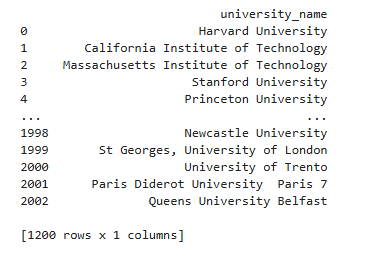 university_name
0 Harvard University
1 California Institute of Technology
2 Massachusetts Institute of Technology
3 Stanford University
4 Princeton University
... ...
1998 Newcastle University
1999 St Georges, University of London
2000 University of Trento
2001 Paris Diderot University  Paris 7
2002 Queens University Belfast
[1200 rows x 1 columns]